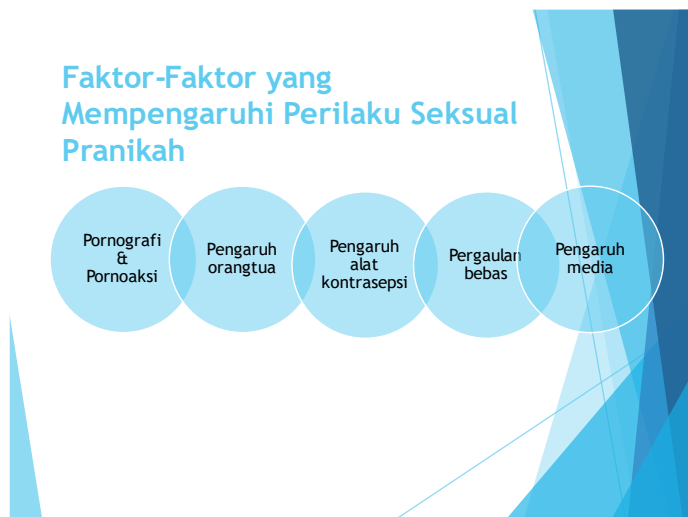 Faktor-Faktor yang
Mempengaruhi Perilaku Seksual
Pranikah
Pornografi
&
Pornoaksi
Pengaruh
orangtua
Pengaruh
alat
kontrasepsi
Pergaulan
bebas
Pengaruh
media